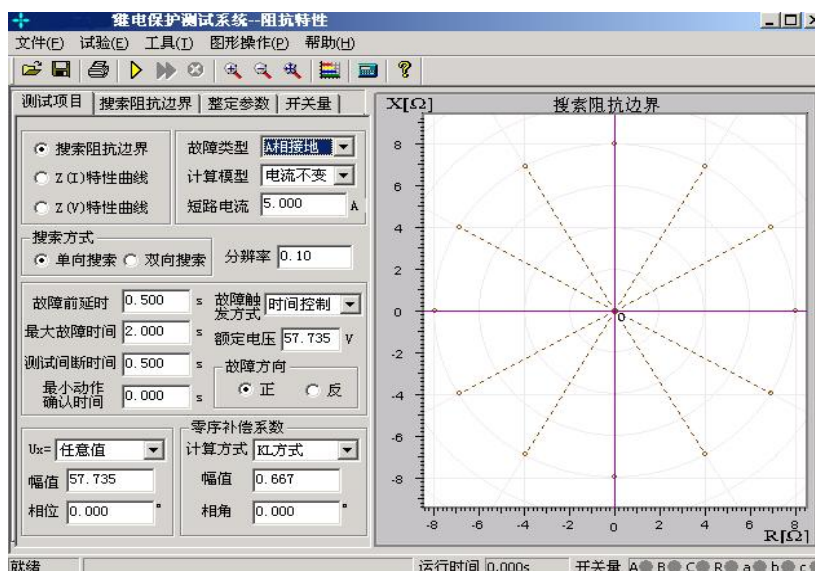 继电保护测试系统--阻抗特性
文件(F) 试验(E) 工具(T) 图形操作(P) 帮助(H)
测试项目 搜索阻抗边界 整定参数 开关量
搜索阻抗边界
Z(I)特性曲线
Z(V)特性曲线
故障类型 A相接地
计算模型 电流不变
短路电流 5.000 A
搜索方式
单向搜索 双向搜索 分辨率 0.10
故障前延时 0.500 s
最大故障时间 2.000 s
测试间断时间 0.500 s
最小动作
确认时间 0.000 s
故障触
发方式 时间控制
额定电压 57.735 V
故障方向
正 反
Ux= 任意值
幅值 57.735
相位 0.000 °
零序补偿系数
计算方式 KL方式
幅值 0.667
相角 0.000 °
X[Ω] 搜索阻抗边界
8
6
4
2
0
-2
-4
-6
-8
0
-8 -6 -4 -2 0 2 4 6 8
R[Ω]
就绪 运行时间 0.000s 开关量 A B C R a b c